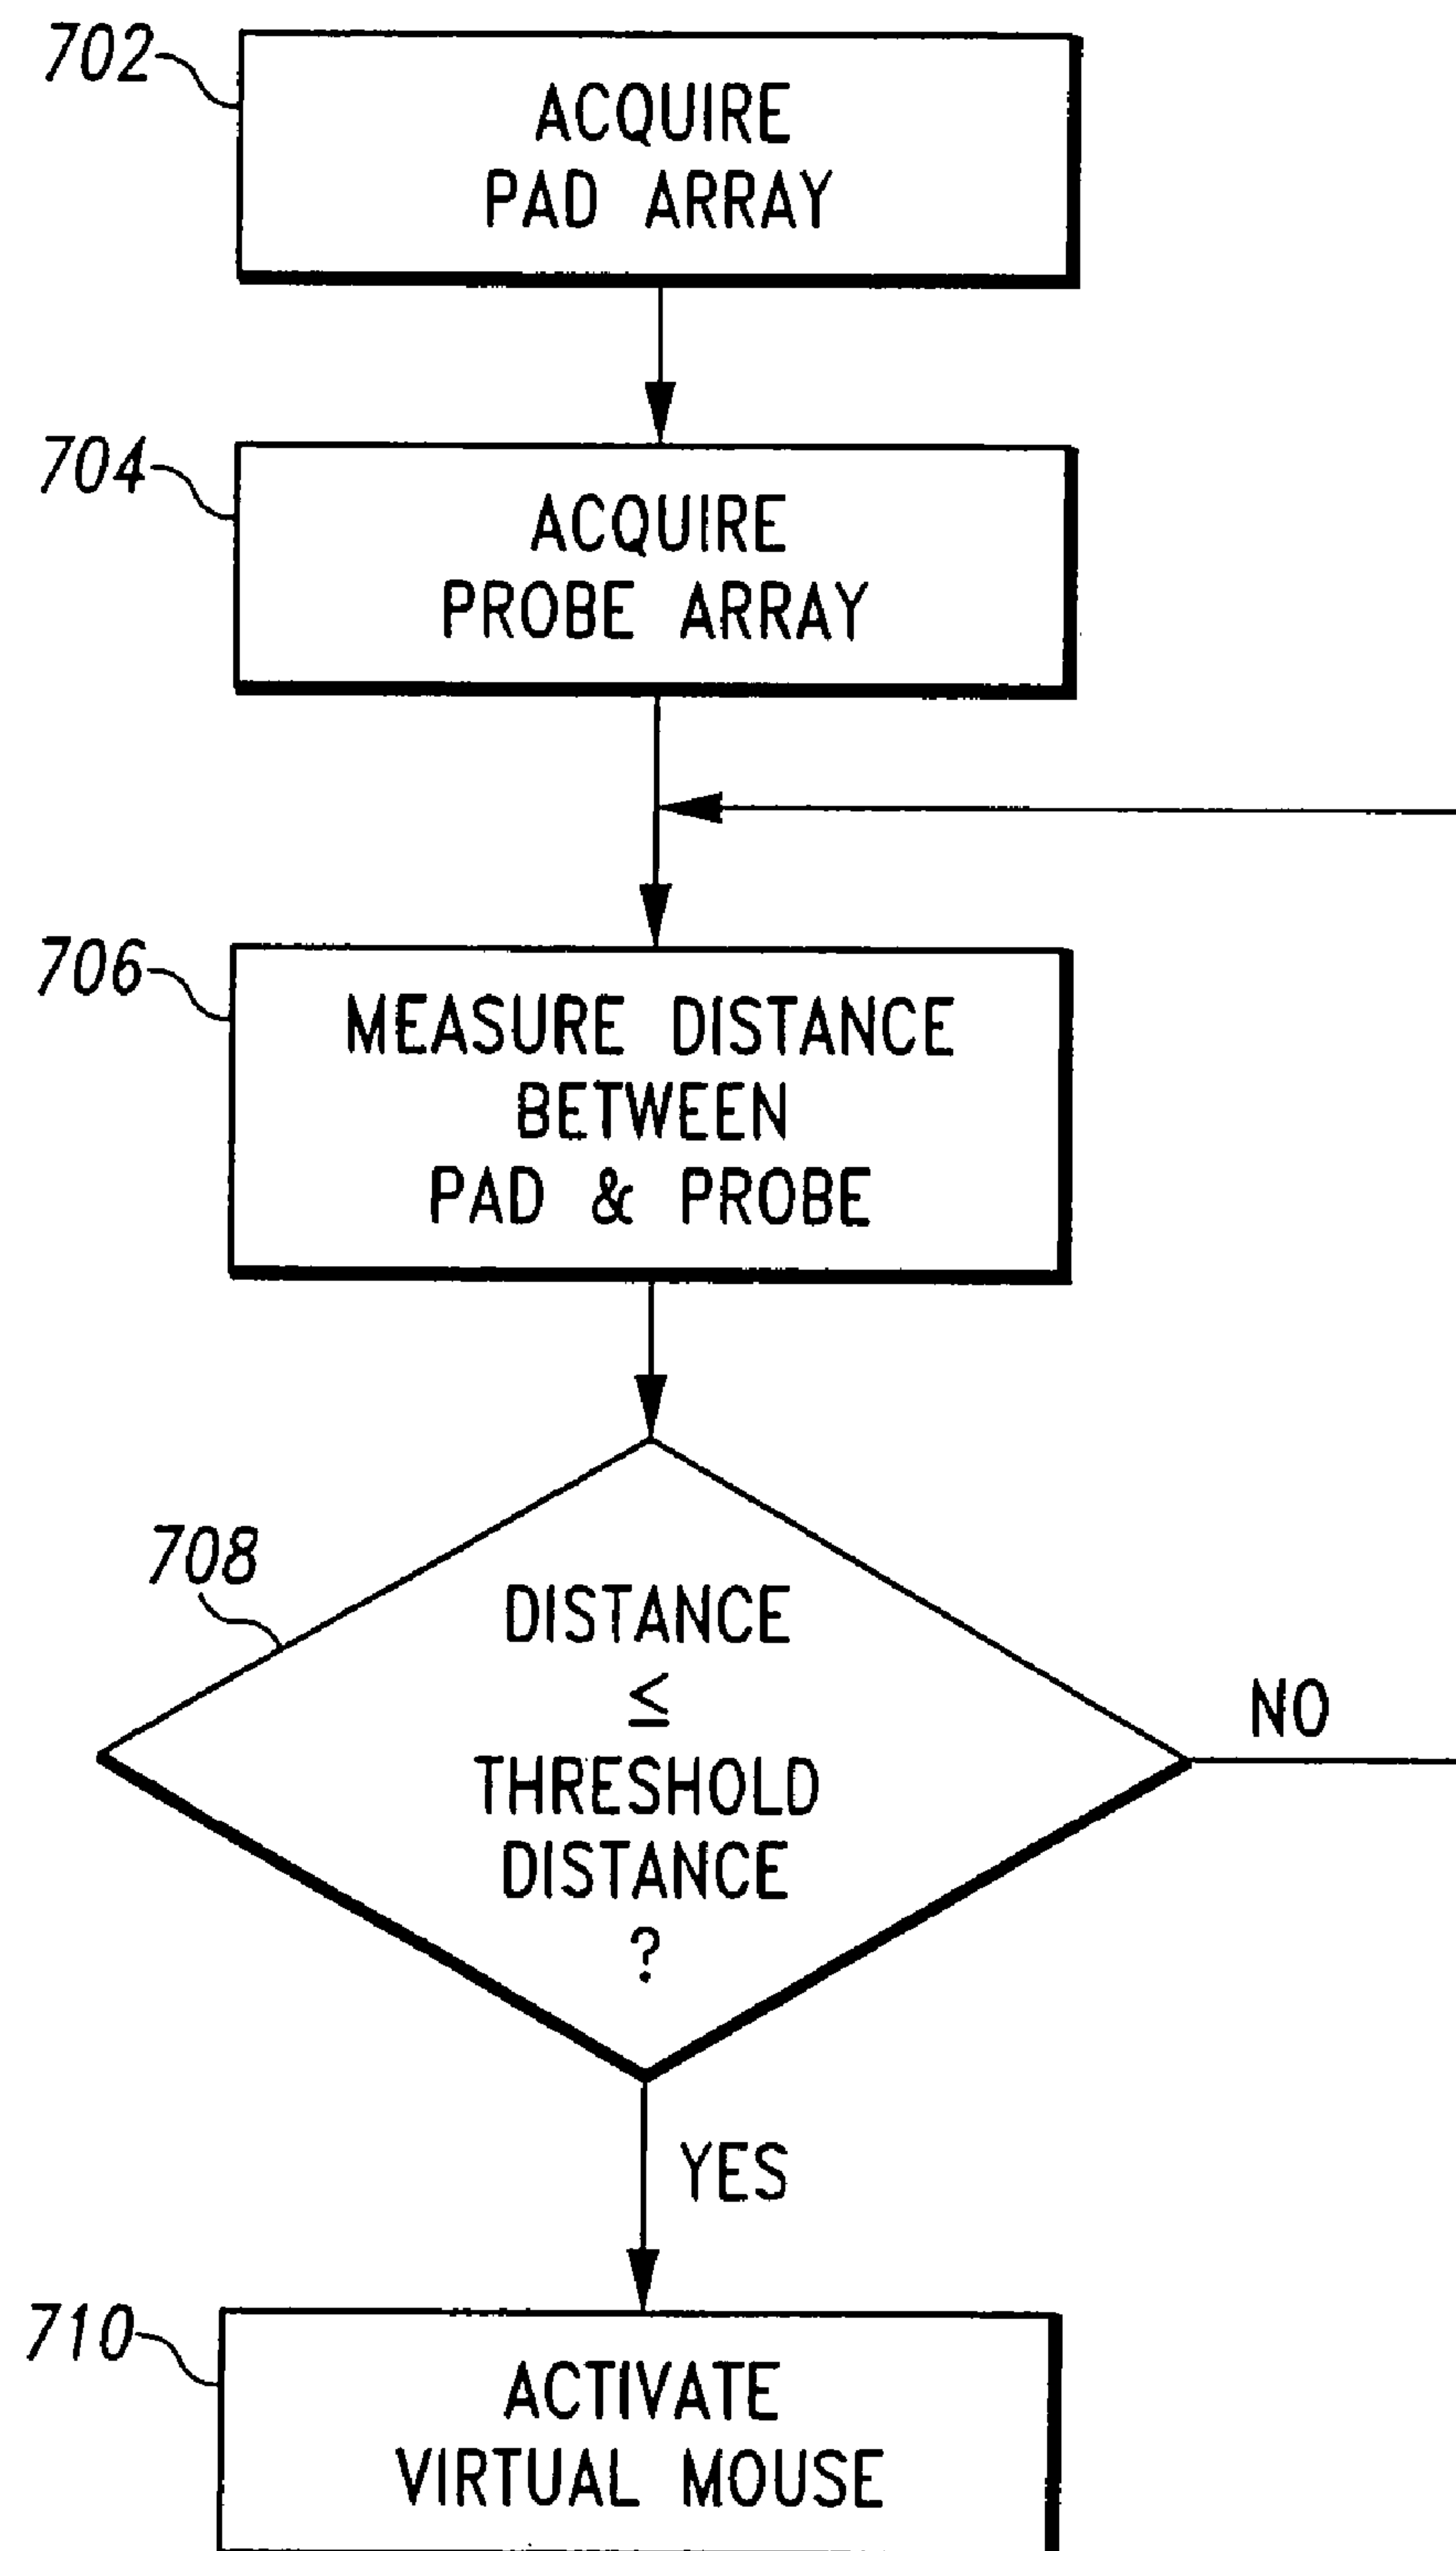 702
ACQUIRE
PAD ARRAY
704
ACQUIRE
PROBE ARRAY
706
MEASURE DISTANCE
BETWEEN
PAD & PROBE
708
DISTANCE
≤
THRESHOLD
DISTANCE
?
NO
YES
710
ACTIVATE
VIRTUAL MOUSE